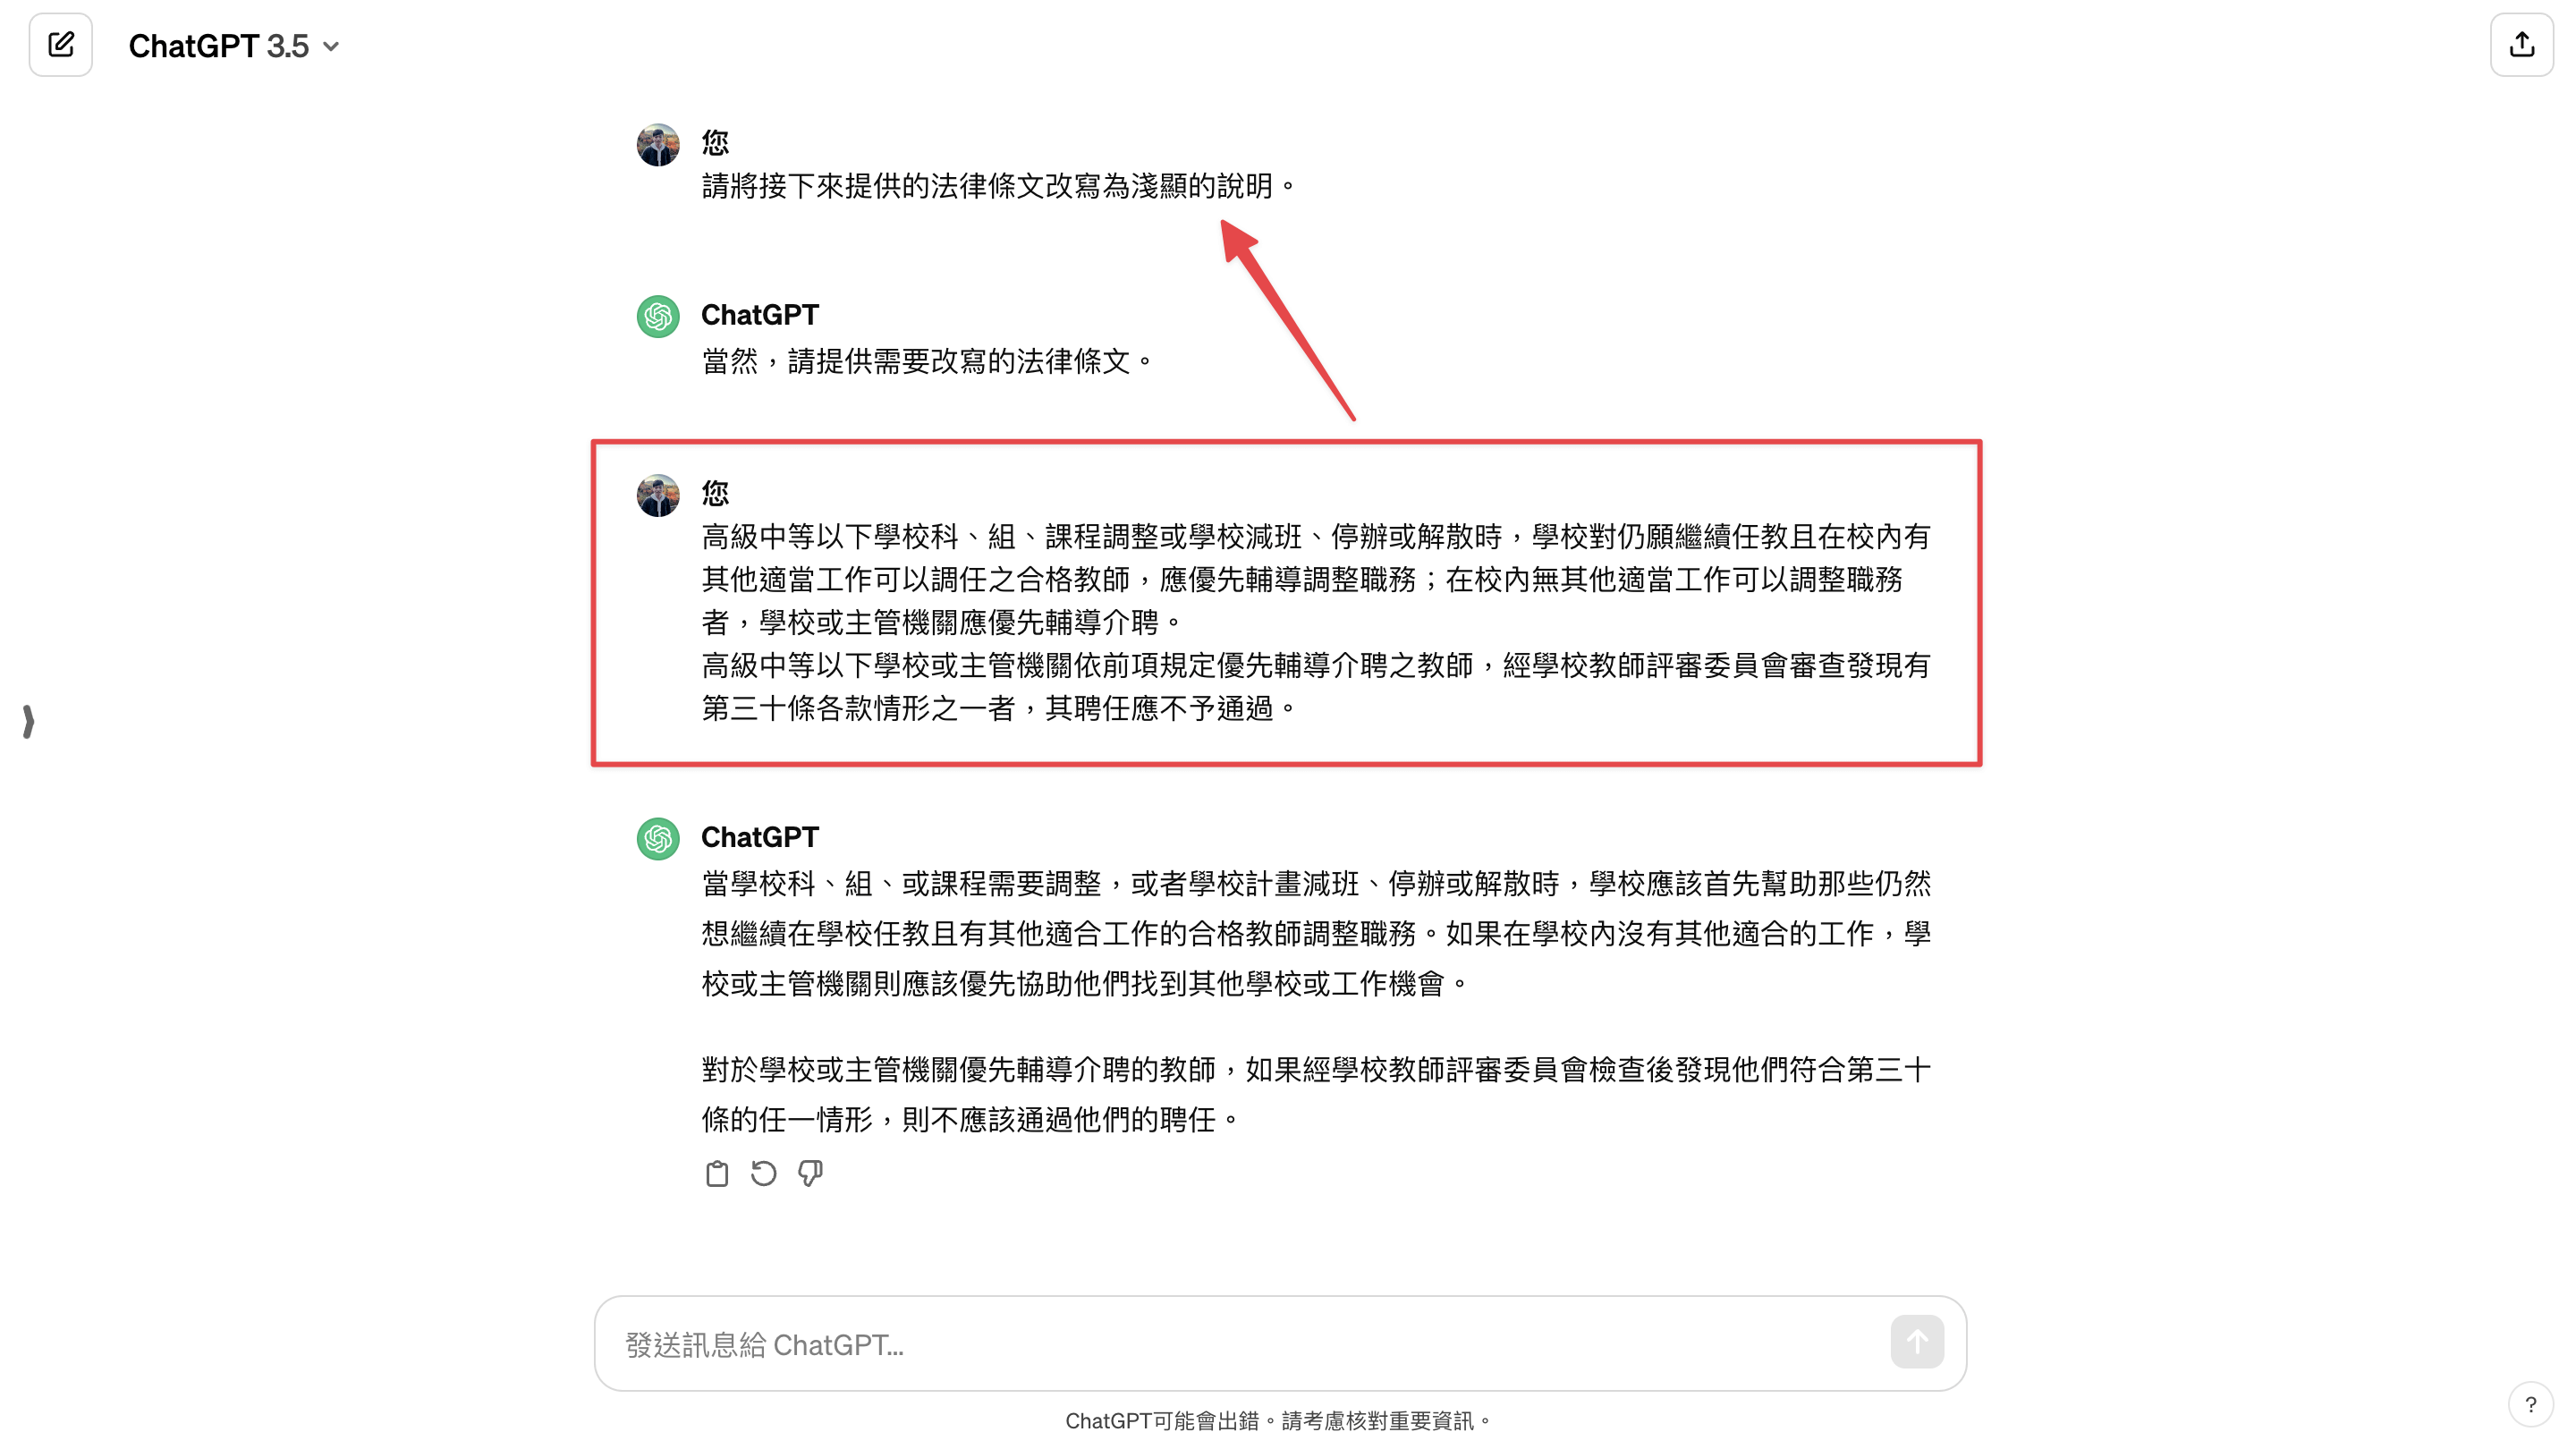 ChatGPT 3.5
您
請將接下來提供的法律條文改寫為淺顯的說明。
ChatGPT
當然，請提供需要改寫的法律條文。
您
高級中等以下學校科、組、課程調整或學校減班、停辦或解散時，學校對仍願繼續任教且在校內有
其他適當工作可以調任之合格教師，應優先輔導調整職務；在校內無其他適當工作可以調整職務
者，學校或主管機關應優先輔導介聘。
高級中等以下學校或主管機關依前項規定優先輔導介聘之教師，經學校教師評審委員會審查發現有
第三十條各款情形之一者，其聘任應不予通過。
ChatGPT
當學校科、組、或課程需要調整，或者學校計畫減班、停辦或解散時，學校應該首先幫助那些仍然
想繼續在學校任教且有其他適合工作的合格教師調整職務。如果在學校內沒有其他適合的工作，學
校或主管機關則應該優先協助他們找到其他學校或工作機會。
對於學校或主管機關優先輔導介聘的教師，如果經學校教師評審委員會檢查後發現他們符合第三十
條的任一情形，則不應該通過他們的聘任。
發送訊息給 ChatGPT...
ChatGPT可能會出錯。請考慮核對重要資訊。
?